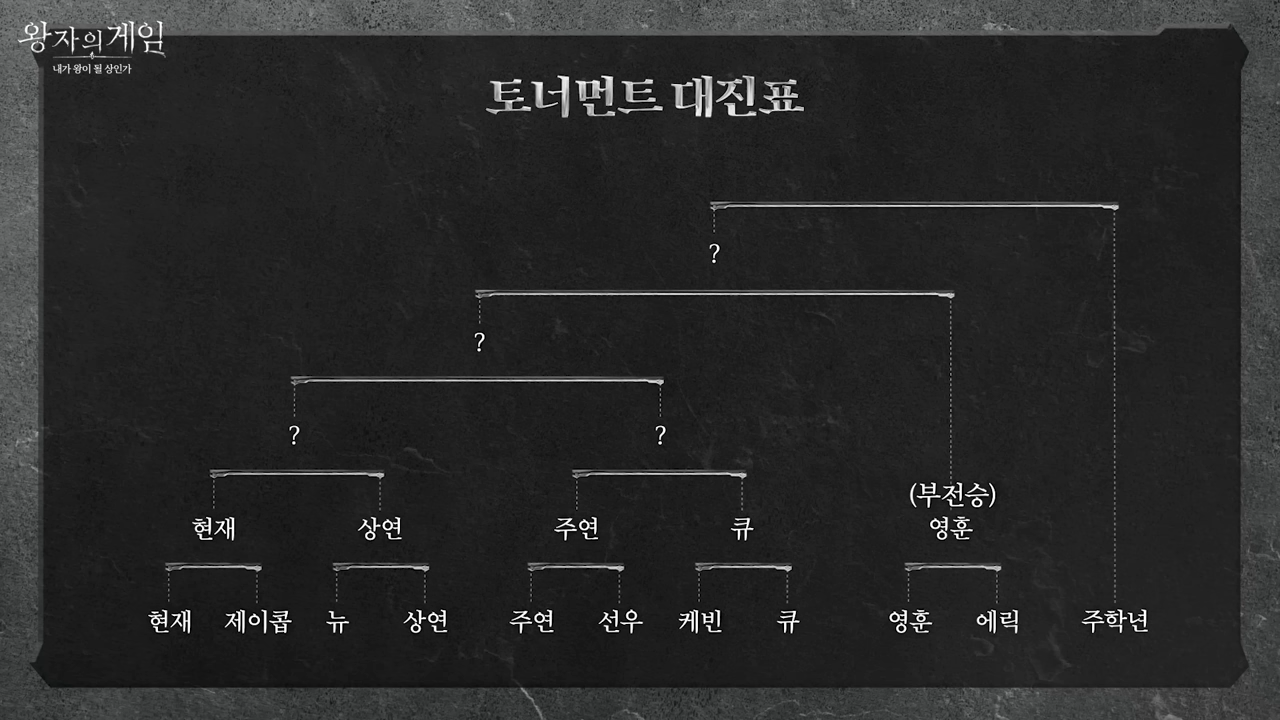 왕자의게임
내가 왕이 될 상인가
토너먼트 대진표
?
?
? ?
(부전승)
현재 상연 주연 큐 영훈
현재 제이콥 뉴 상연 주연 선우 케빈 큐 영훈 에릭 주학년